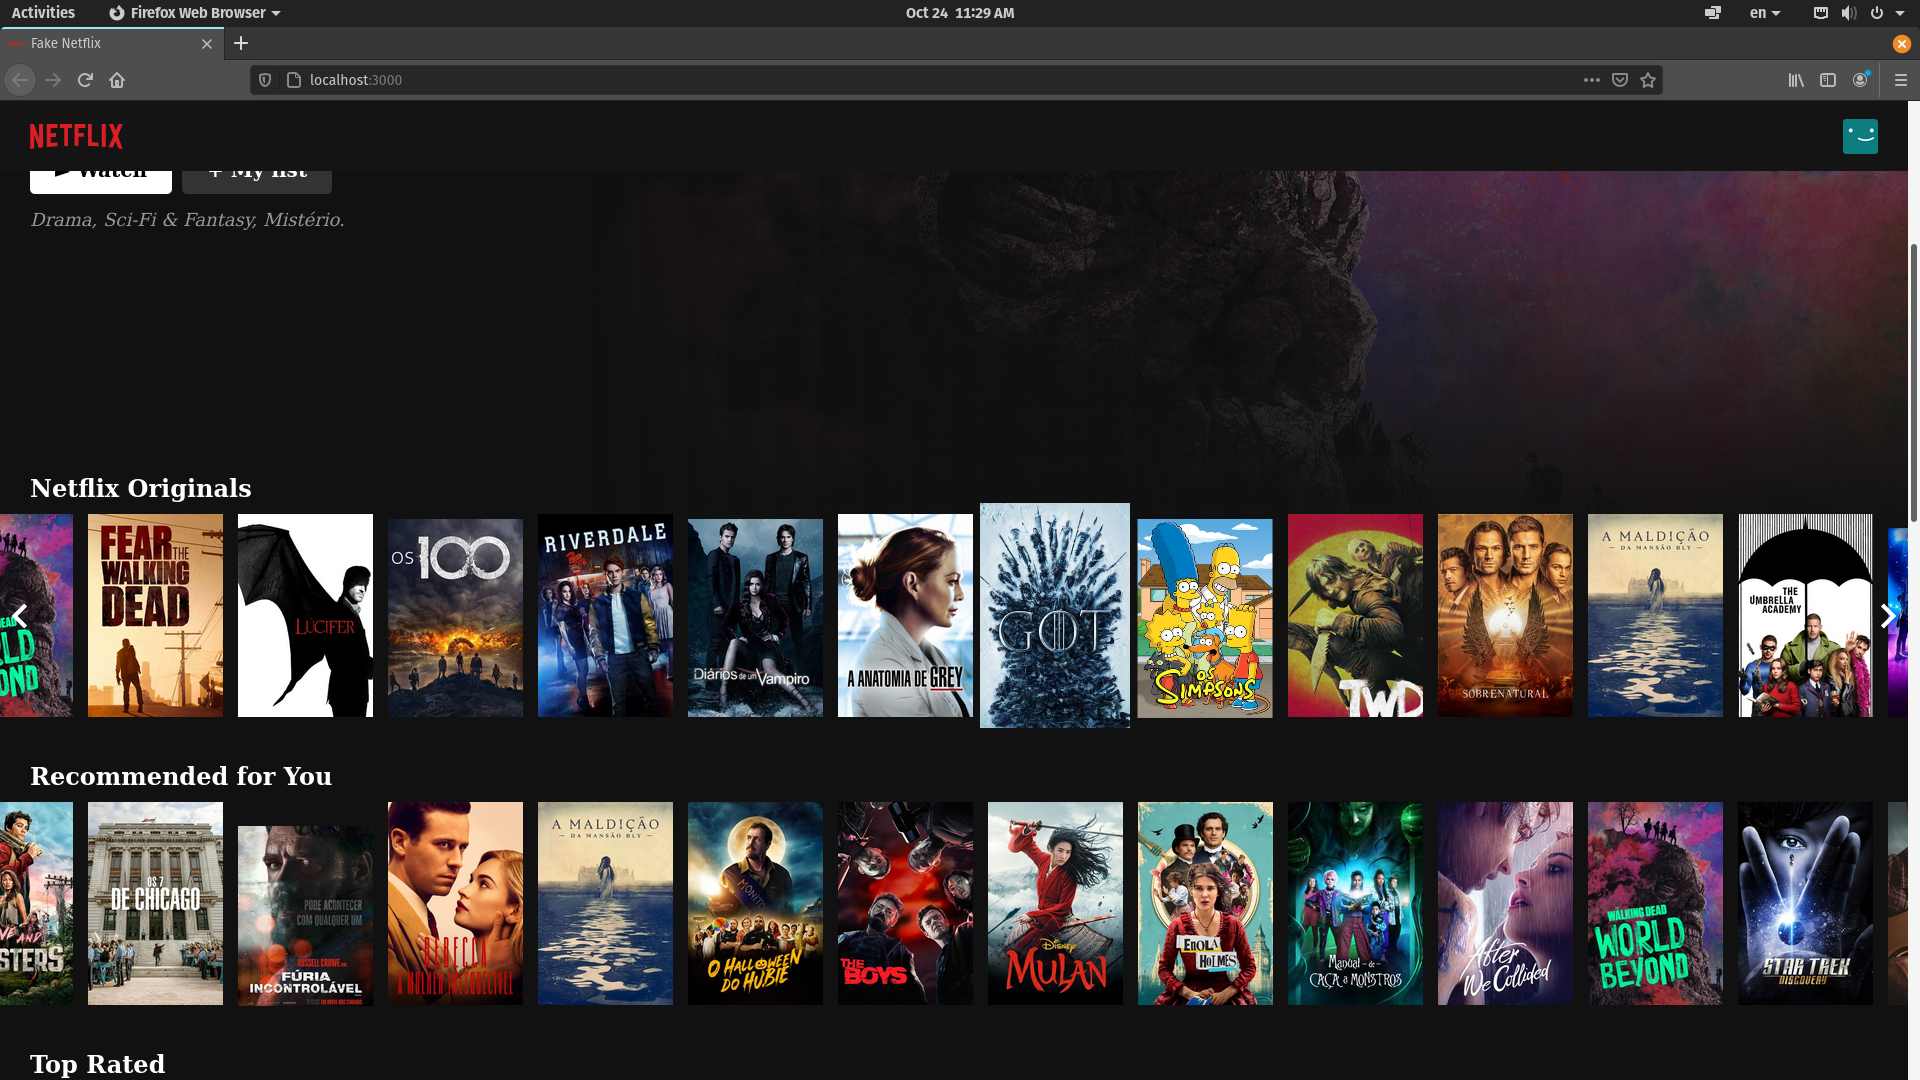 Activities
Firefox Web Browser
Oct 24 11:29 AM
en
Fake Netflix
localhost:3000
NETFLIX
Watch
+ My list
Drama, Sci-Fi & Fantasy, Mistério.
Netflix Originals
FEAR THE
WALKING
DEAD
LUCIFER
OS 100
RIVERDALE
Diários de um Vampiro
A ANATOMIA DE GREY
GOT
OS
SIMPSONS
TWD
SOBRENATURAL
A MALDIÇÃO
DA MANSÃO BLY
THE
UMBRELLA
ACADEMY
Recommended for You
OS 7
DE CHICAGO
PODE ACONTECER
COM QUALQUER UM
RUSSELL CROWE
FÚRIA
INCONTROLÁVEL
REBECCA
A MULHER INESQUECÍVEL
A MALDIÇÃO
DA MANSÃO BLY
O HALLOWEEN
DO HUBIE
THE
BOYS
Disney
MULAN
ENOLA
HOLMES
Manual de
CAÇA a MONSTROS
After
We Collided
WALKING DEAD
WORLD
BEYOND
STAR TREK
DISCOVERY
Top Rated